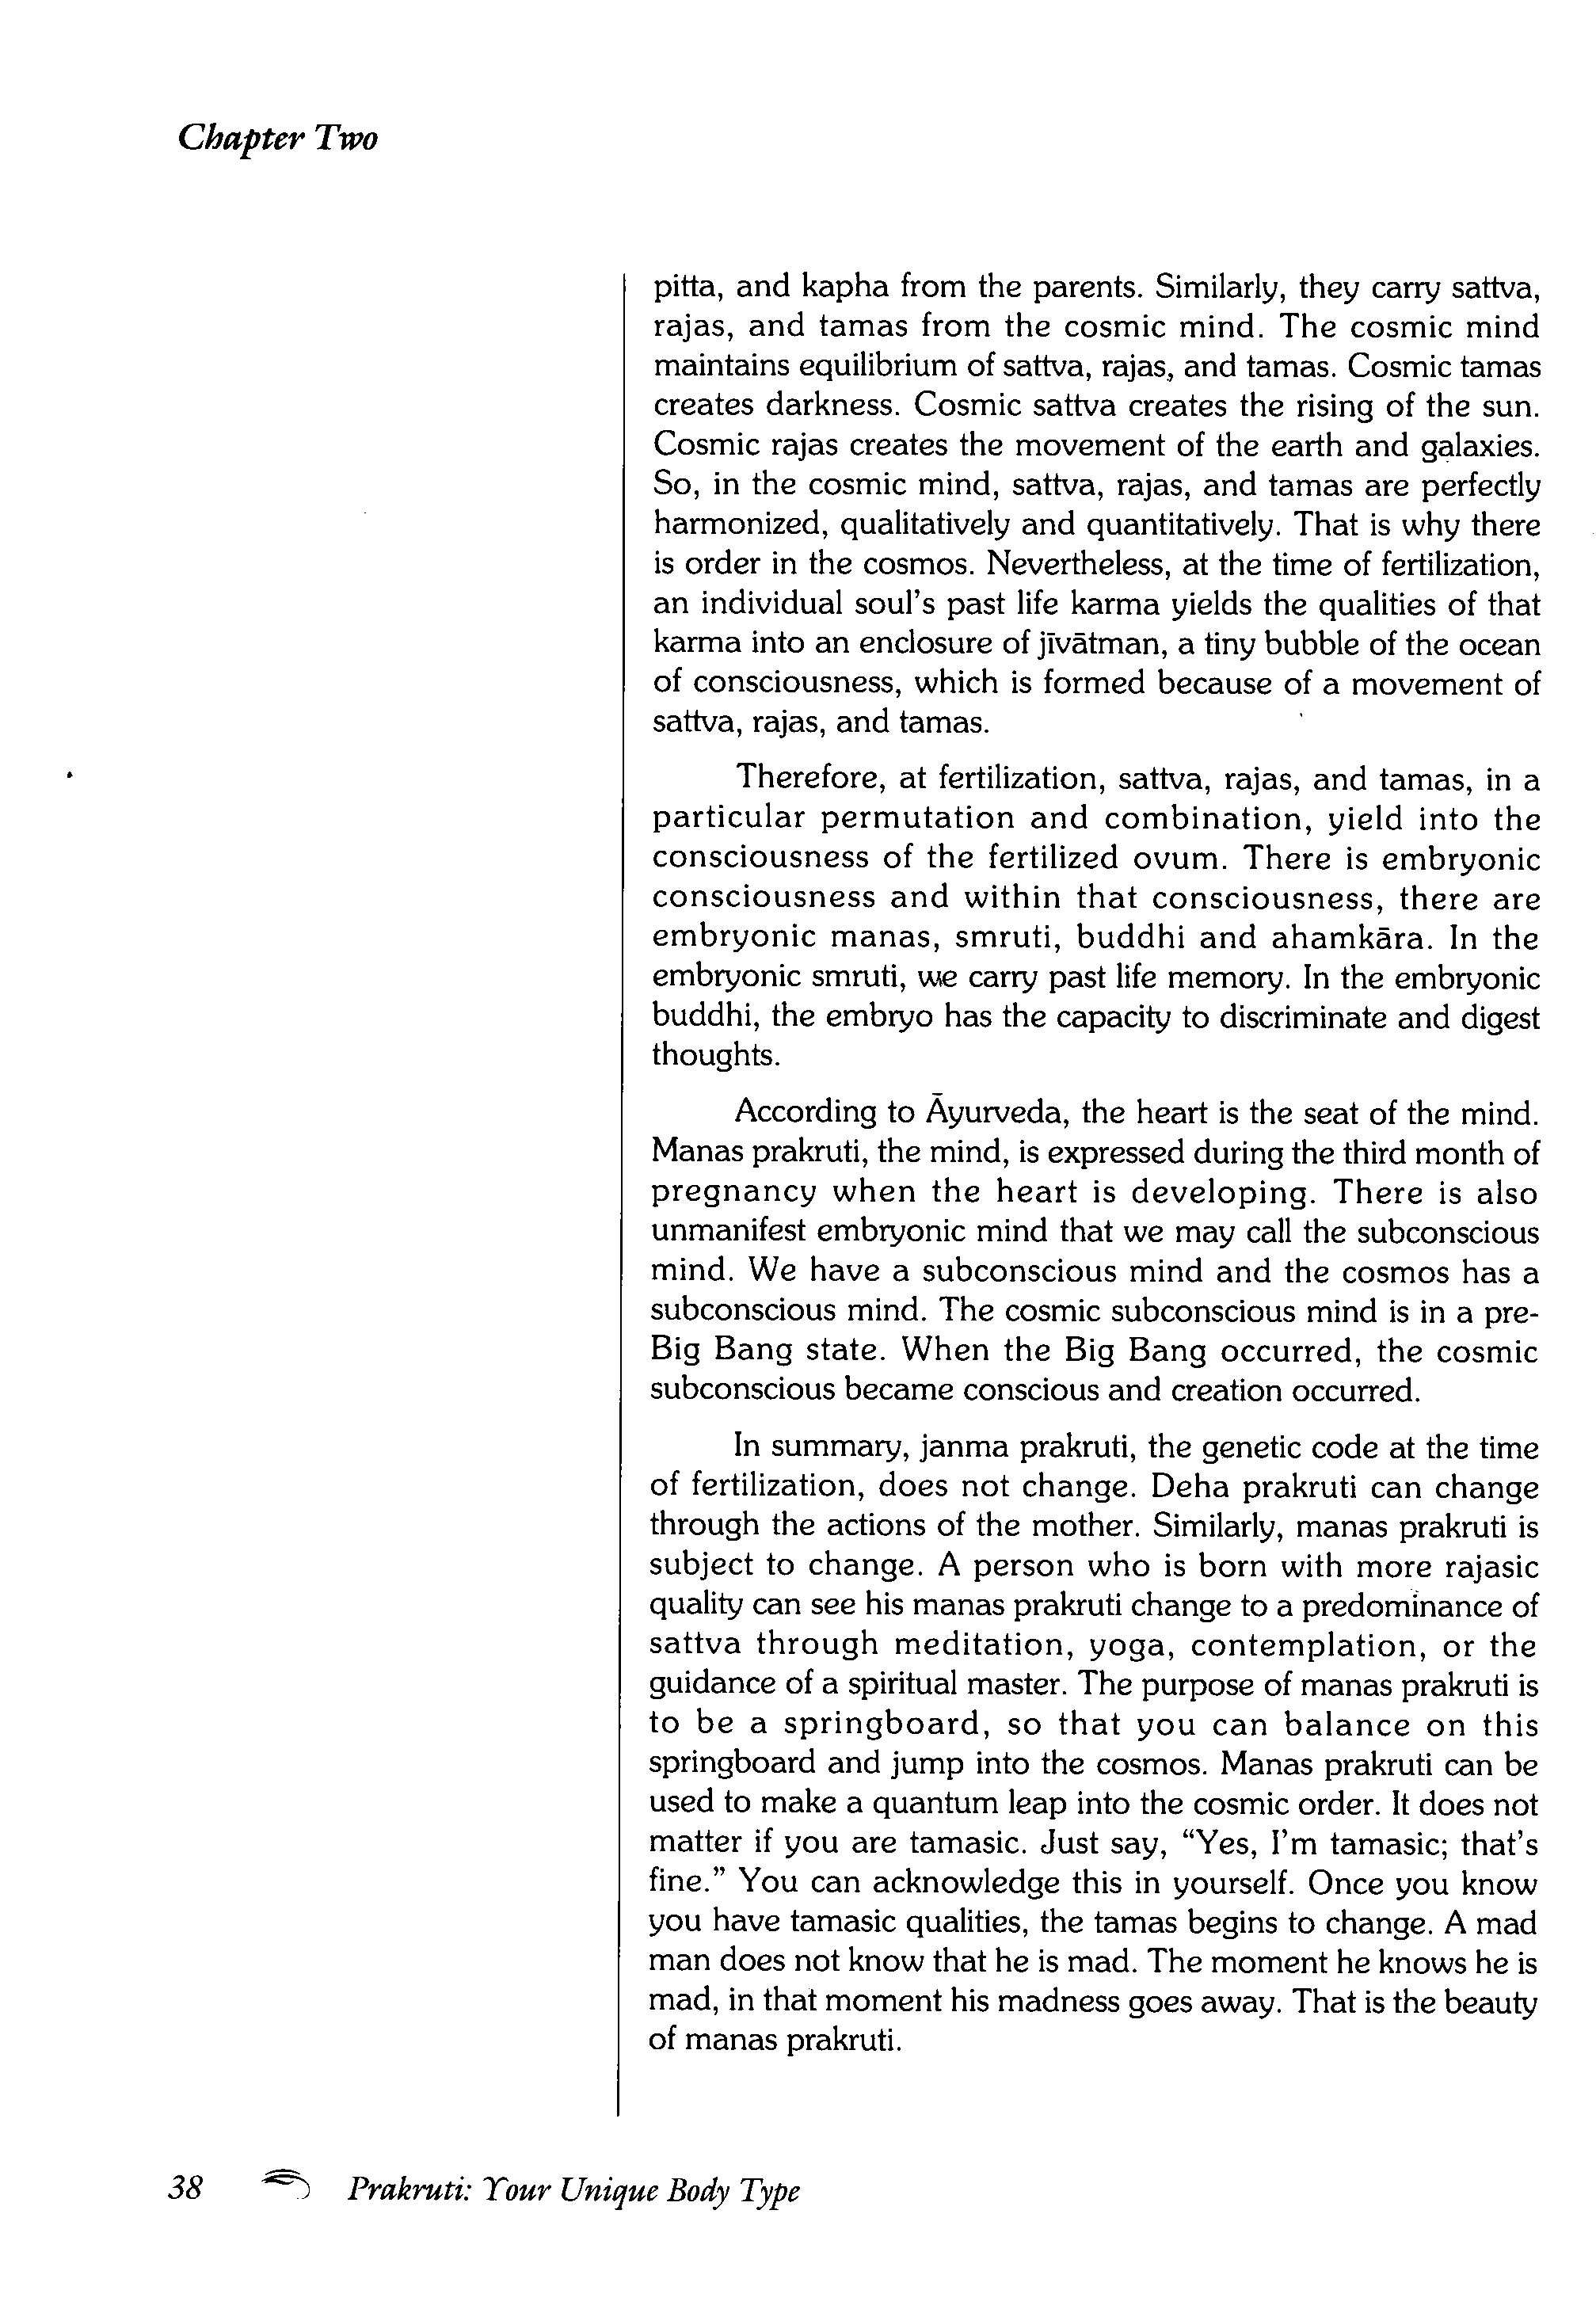 Chapter Two
pitta, and kapha from the parents. Similarly, they carry sattva,
rajas, and tamas from the cosmic mind. The cosmic mind
maintains equilibrium of sattva, rajas, and tamas. Cosmic tamas
creates darkness. Cosmic sattva creates the rising of the sun.
Cosmic rajas creates the movement of the earth and galaxies.
So, in the cosmic mind, sattva, rajas, and tamas are perfectly
harmonized, qualitatively and quantitatively. That is why there
is order in the cosmos. Nevertheless, at the time of fertilization,
an individual soul's past life karma yields the qualities of that
karma into an enclosure of jīvātman, a tiny bubble of the ocean
of consciousness, which is formed because of a movement of
sattva, rajas, and tamas.
Therefore, at fertilization, sattva, rajas, and tamas, in a
particular permutation and combination, yield into the
consciousness of the fertilized ovum. There is embryonic
consciousness and within that consciousness, there are
embryonic manas, smruti, buddhi and ahamkāra. In the
embryonic smruti, we carry past life memory. In the embryonic
buddhi, the embryo has the capacity to discriminate and digest
thoughts.
According to Āyurveda, the heart is the seat of the mind.
Manas prakruti, the mind, is expressed during the third month of
pregnancy when the heart is developing. There is also
unmanifest embryonic mind that we may call the subconscious
mind. We have a subconscious mind and the cosmos has a
subconscious mind. The cosmic subconscious mind is in a pre-
Big Bang state. When the Big Bang occurred, the cosmic
subconscious became conscious and creation occurred.
In summary, janma prakruti, the genetic code at the time
of fertilization, does not change. Deha prakruti can change
through the actions of the mother. Similarly, manas prakruti is
subject to change. A person who is born with more rajasic
quality can see his manas prakruti change to a predominance of
sattva through meditation, yoga, contemplation, or the
guidance of a spiritual master. The purpose of manas prakruti is
to be a springboard, so that you can balance on this
springboard and jump into the cosmos. Manas prakruti can be
used to make a quantum leap into the cosmic order. It does not
matter if you are tamasic. Just say, “Yes, I'm tamasic; that's
fine.” You can acknowledge this in yourself. Once you know
you have tamasic qualities, the tamas begins to change. A mad
man does not know that he is mad. The moment he knows he is
mad, in that moment his madness goes away. That is the beauty
of manas prakruti.
38 Prakruti: Your Unique Body Type